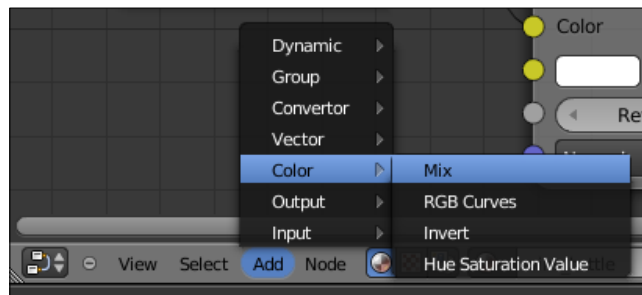 Color
Dynamic
Group
Convertor
Re
Vector
Color Mix
Output RGB Curves
Input Invert
View Select Add Node Hue Saturation Value